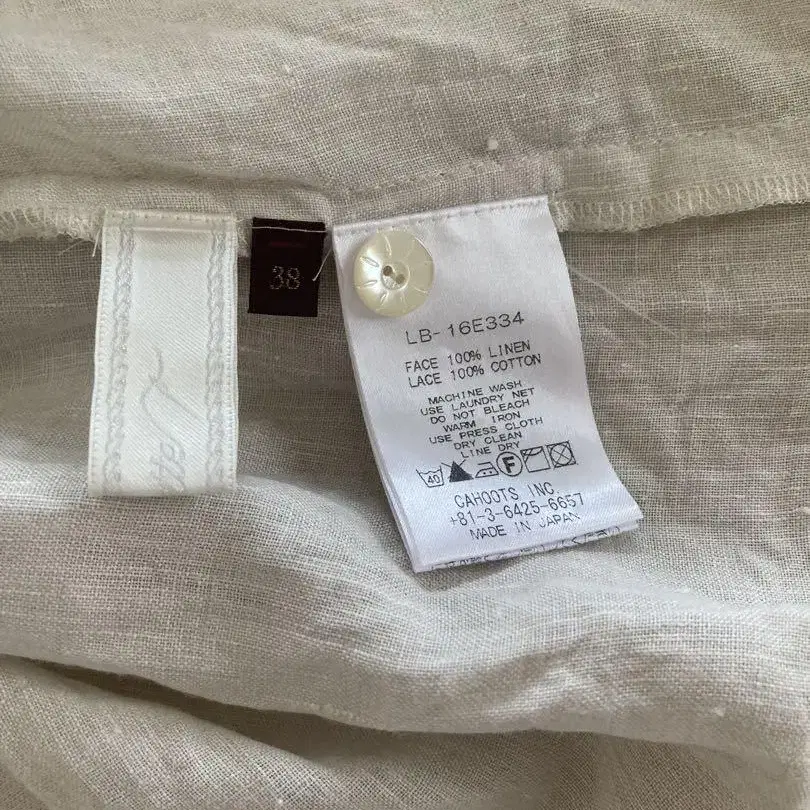 38
LB-16E334
FACE 100% LINEN
LACE 100% COTTON
MACHINE WASH
USE LAUNDRY NET
DO NOT BLEACH
WARM IRON
USE PRESS CLOTH
DRY CLEAN
LINE DRY
40
F
CAHOOTS INC.
+81-3-6425-6657
MADE IN JAPAN